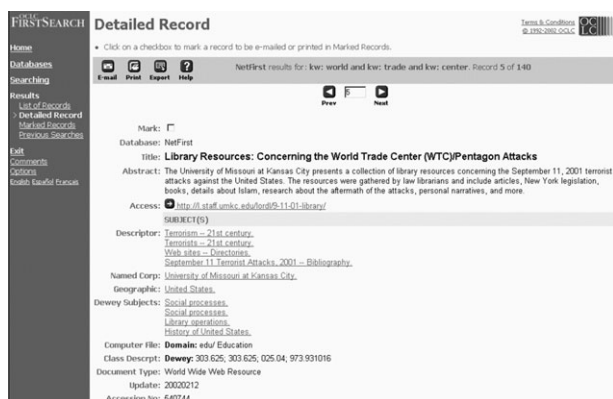 OCLC
FIRSTSEARCH
Home
Databases
Searching
Results
List of Records
> Detailed Record
Marked Records
Previous Searches
Exit
Comments
Options
English Español Français
Detailed Record
Terms & Conditions
© 1992-2002 OCLC
OC
LC
• Click on a checkbox to mark a record to be e-mailed or printed in Marked Records.
E-mail Print Export Help
NetFirst results for: kw: world and kw: trade and kw: center. Record 5 of 140
Prev 5 Next
Mark:
Database: NetFirst
Title: Library Resources: Concerning the World Trade Center (WTC)/Pentagon Attacks
Abstract: The University of Missouri at Kansas City presents a collection of library resources concerning the September 11, 2001 terrorist
attacks against the United States. The resources were gathered by law librarians and include articles, New York legislation,
books, details about Islam, research about the aftermath of the attacks, personal narratives, and more.
Access: http://l.staff.umkc.edu/lordl/9-11-01-library/
SUBJECT(S)
Descriptor: Terrorism -- 21st century.
Terrorists -- 21st century.
Web sites -- Directories.
September 11 Terrorist Attacks, 2001 -- Bibliography.
Named Corp: University of Missouri at Kansas City.
Geographic: United States.
Dewey Subjects: Social processes.
Social processes.
Library operations.
History of United States.
Computer File: Domain: edu/ Education
Class Descrpt: Dewey: 303.625; 303.625; 025.04; 973.931016
Document Type: World Wide Web Resource
Update: 20020212
Accession No: 640744